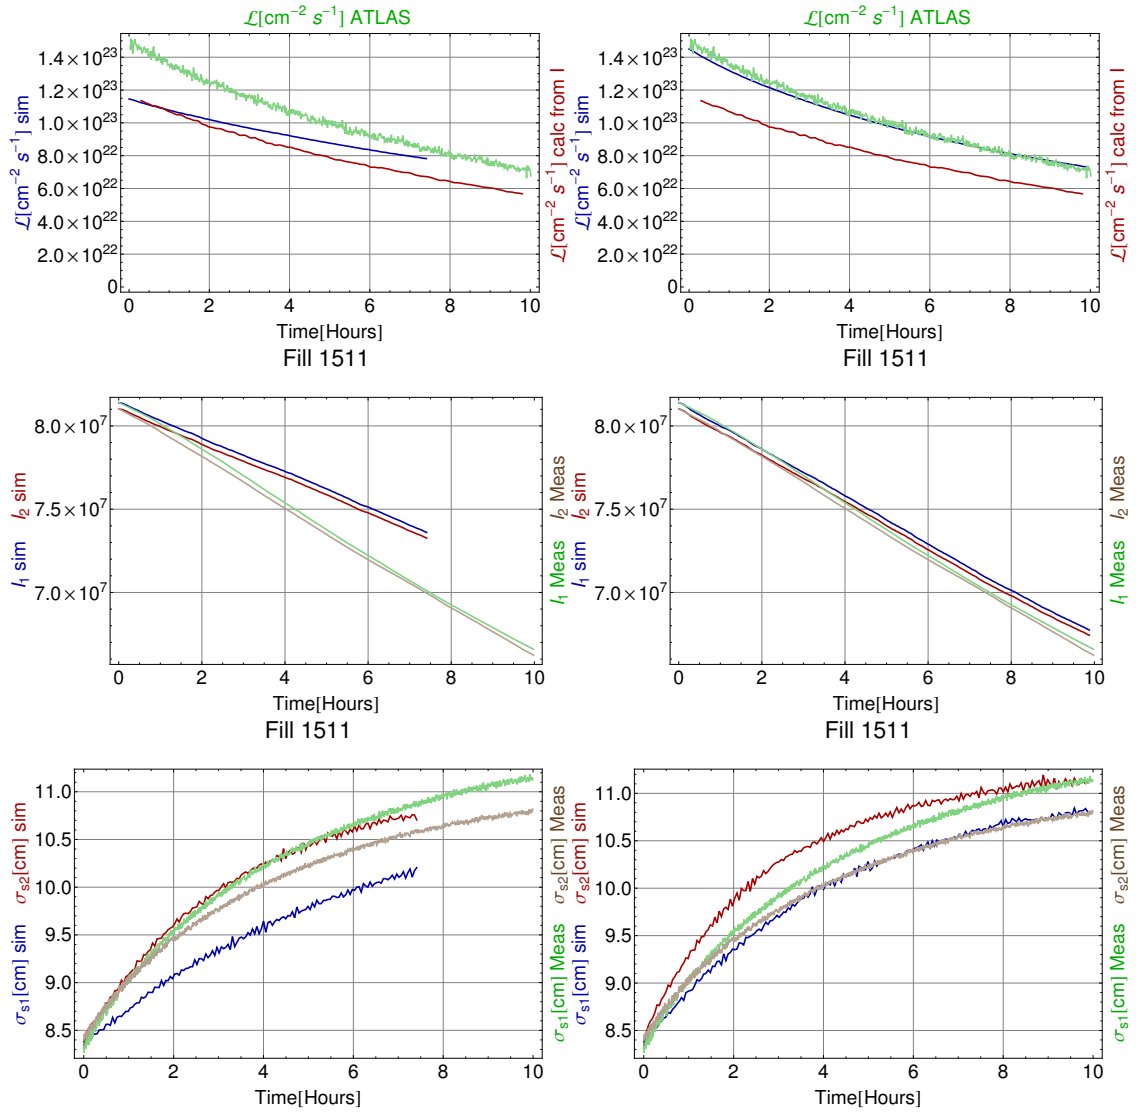 ℒ[cm⁻² s⁻¹] ATLAS
ℒ[cm⁻² s⁻¹] sim
1.4×10²³
1.2×10²³
1.0×10²³
8.0×10²²
6.0×10²²
4.0×10²²
2.0×10²²
0
0 2 4 6 8 10
Time[Hours]
ℒ[cm⁻² s⁻¹] calc from I
ℒ[cm⁻² s⁻¹] ATLAS
ℒ[cm⁻² s⁻¹] sim
1.4×10²³
1.2×10²³
1.0×10²³
8.0×10²²
6.0×10²²
4.0×10²²
2.0×10²²
0
0 2 4 6 8 10
Time[Hours]
ℒ[cm⁻² s⁻¹] calc from I
Fill 1511
I₁ sim I₂ sim
8.0×10⁷
7.5×10⁷
7.0×10⁷
0 2 4 6 8 10
Time[Hours]
I₁ Meas I₂ Meas
Fill 1511
I₁ sim I₂ sim
8.0×10⁷
7.5×10⁷
7.0×10⁷
0 2 4 6 8 10
Time[Hours]
I₁ Meas I₂ Meas
Fill 1511
σs1[cm] sim σs2[cm] sim
11.0
10.5
10.0
9.5
9.0
8.5
0 2 4 6 8 10
Time[Hours]
σs1[cm] Meas σs2[cm] Meas
Fill 1511
σs1[cm] sim σs2[cm] sim
11.0
10.5
10.0
9.5
9.0
8.5
0 2 4 6 8 10
Time[Hours]
σs1[cm] Meas σs2[cm] Meas